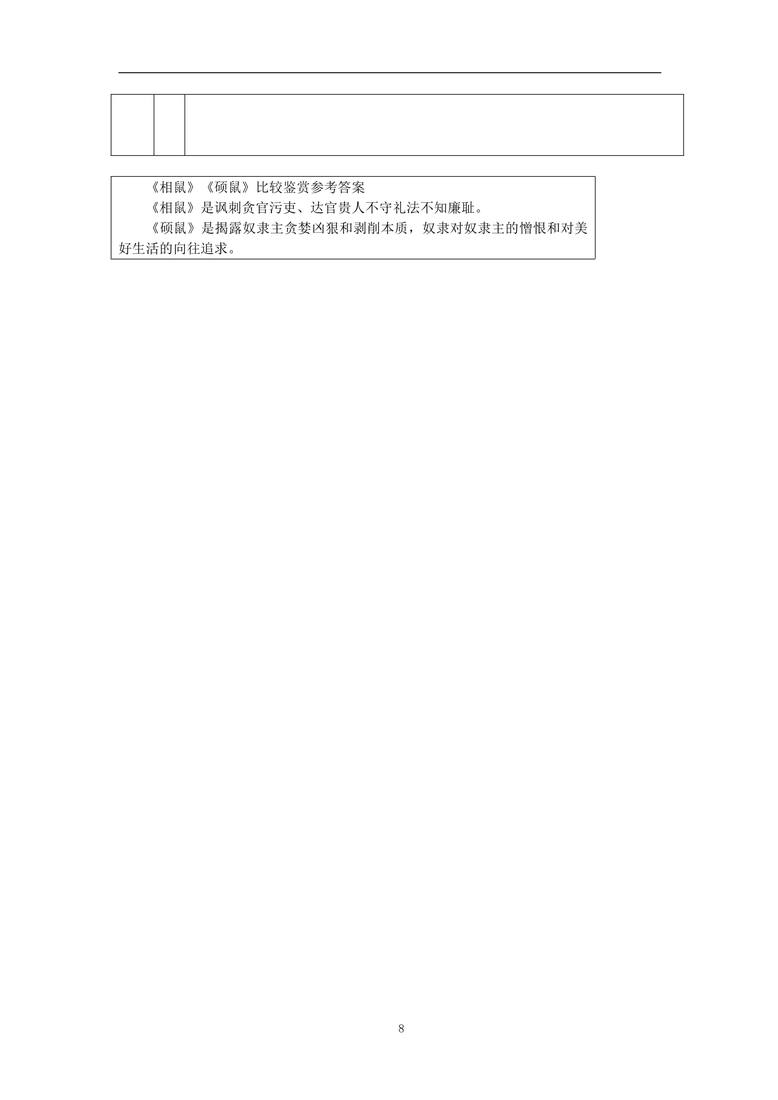 《相鼠》《硕鼠》比较鉴赏参考答案
《相鼠》是讽刺贪官污吏、达官贵人不守礼法不知廉耻。
《硕鼠》是揭露奴隶主贪婪凶狠和剥削本质，奴隶对奴隶主的憎恨和对美
好生活的向往追求。
8